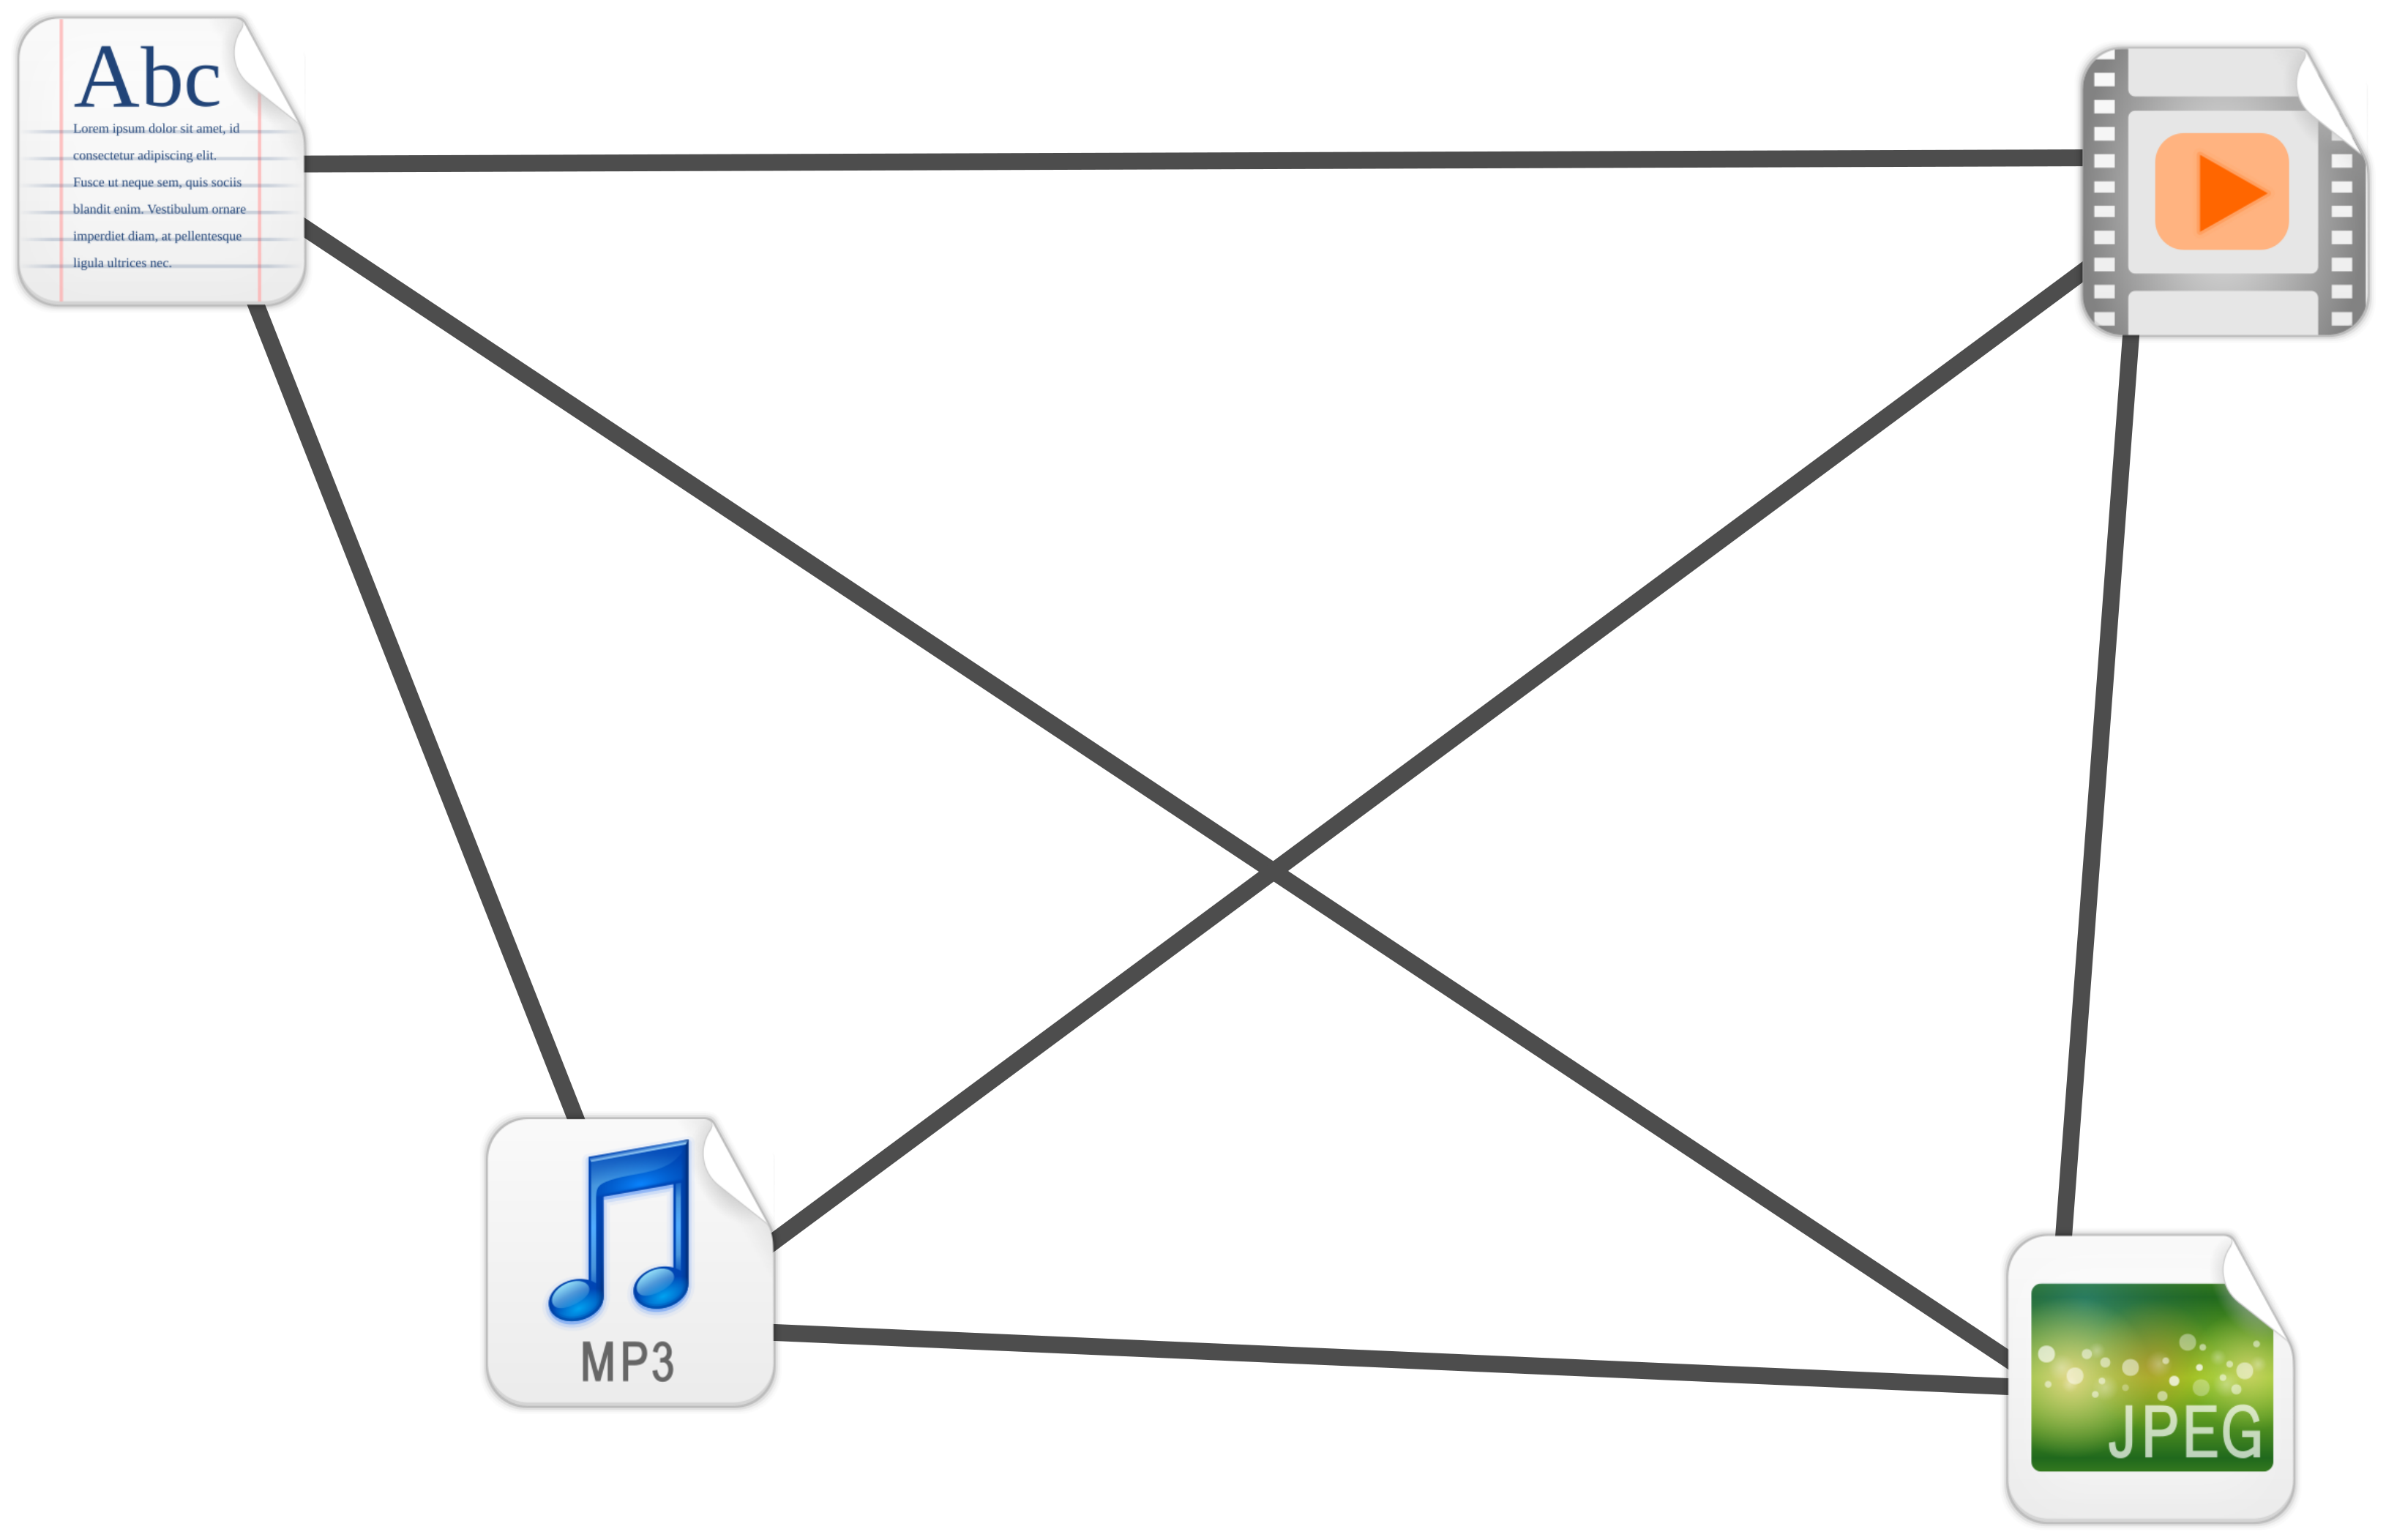 Abc
Lorem ipsum dolor sit amet, id
consectetur adipiscing elit.
Fusce ut neque sem, quis sociis
blandit enim. Vestibulum ornare
imperdiet diam, at pellentesque
ligula ultrices nec.
MP3
JPEG